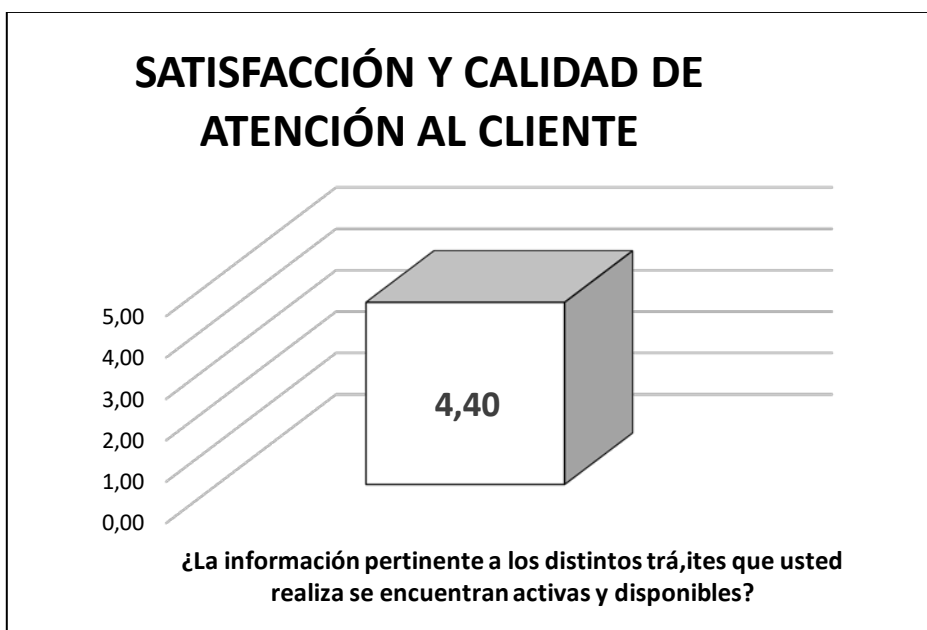 SATISFACCIÓN Y CALIDAD DE
ATENCIÓN AL CLIENTE
5,00
4,00
3,00
2,00
1,00
0,00
4,40
¿La información pertinente a los distintos trá,ites que usted
realiza se encuentran activas y disponibles?